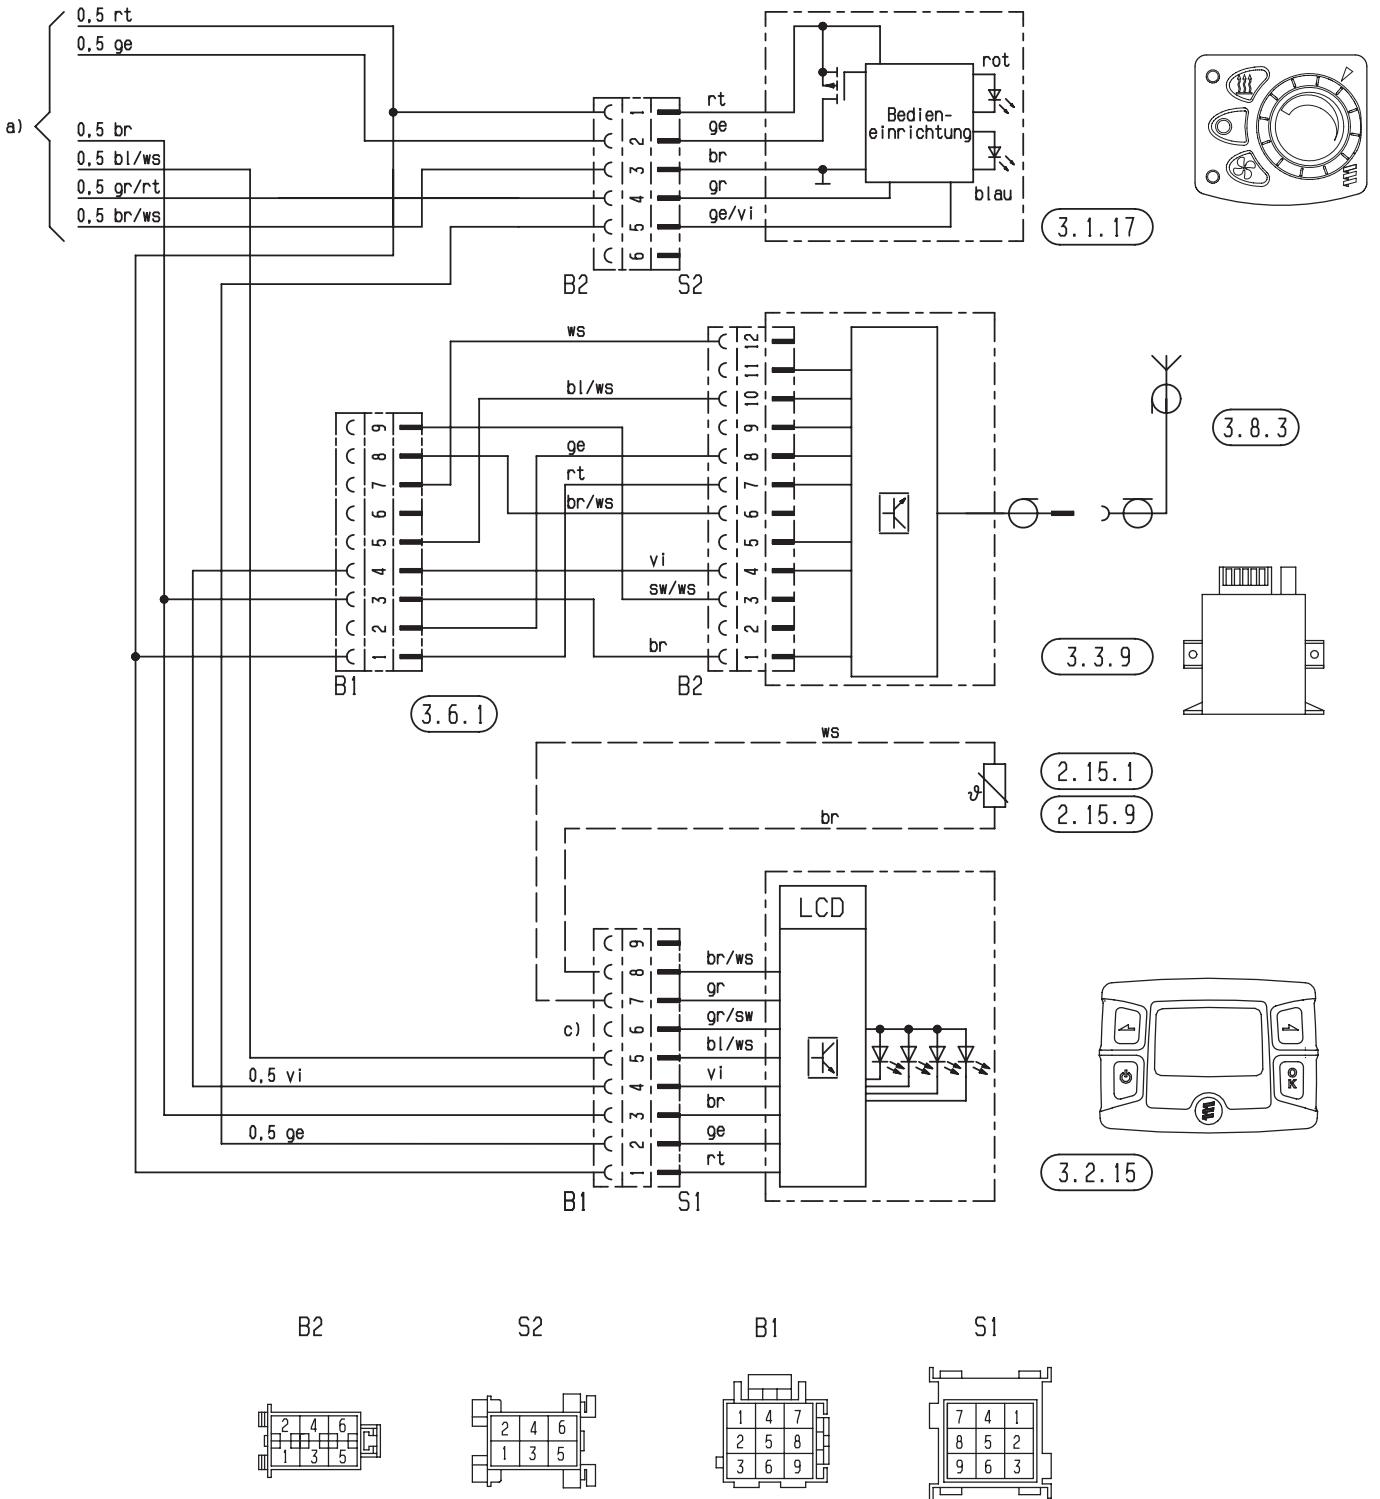 0,5 rt
0,5 ge
a)
0,5 br
0,5 bl/ws
0,5 gr/rt
0,5 br/ws
1
2
3
4
5
6
B2
S2
rt
ge
br
gr
ge/vi
Bedien-
einrichtung
rot
blau
3.1.17
ws
bl/ws
ge
rt
br/ws
vi
sw/ws
br
9
8
7
6
5
4
3
2
1
B1
3.6.1
12
11
10
9
8
7
6
5
4
3
2
1
B2
3.8.3
3.3.9
ws
br
ϑ
2.15.1
2.15.9
LCD
9
8
7
6
5
4
3
2
1
c)
br/ws
gr
gr/sw
bl/ws
vi
br
ge
rt
0,5 vi
0,5 ge
B1
S1
OK
3.2.15
B2
S2
B1
S1
2 4 6
1 3 5
2 4 6
1 3 5
1 4 7
2 5 8
3 6 9
7 4 1
8 5 2
9 6 3